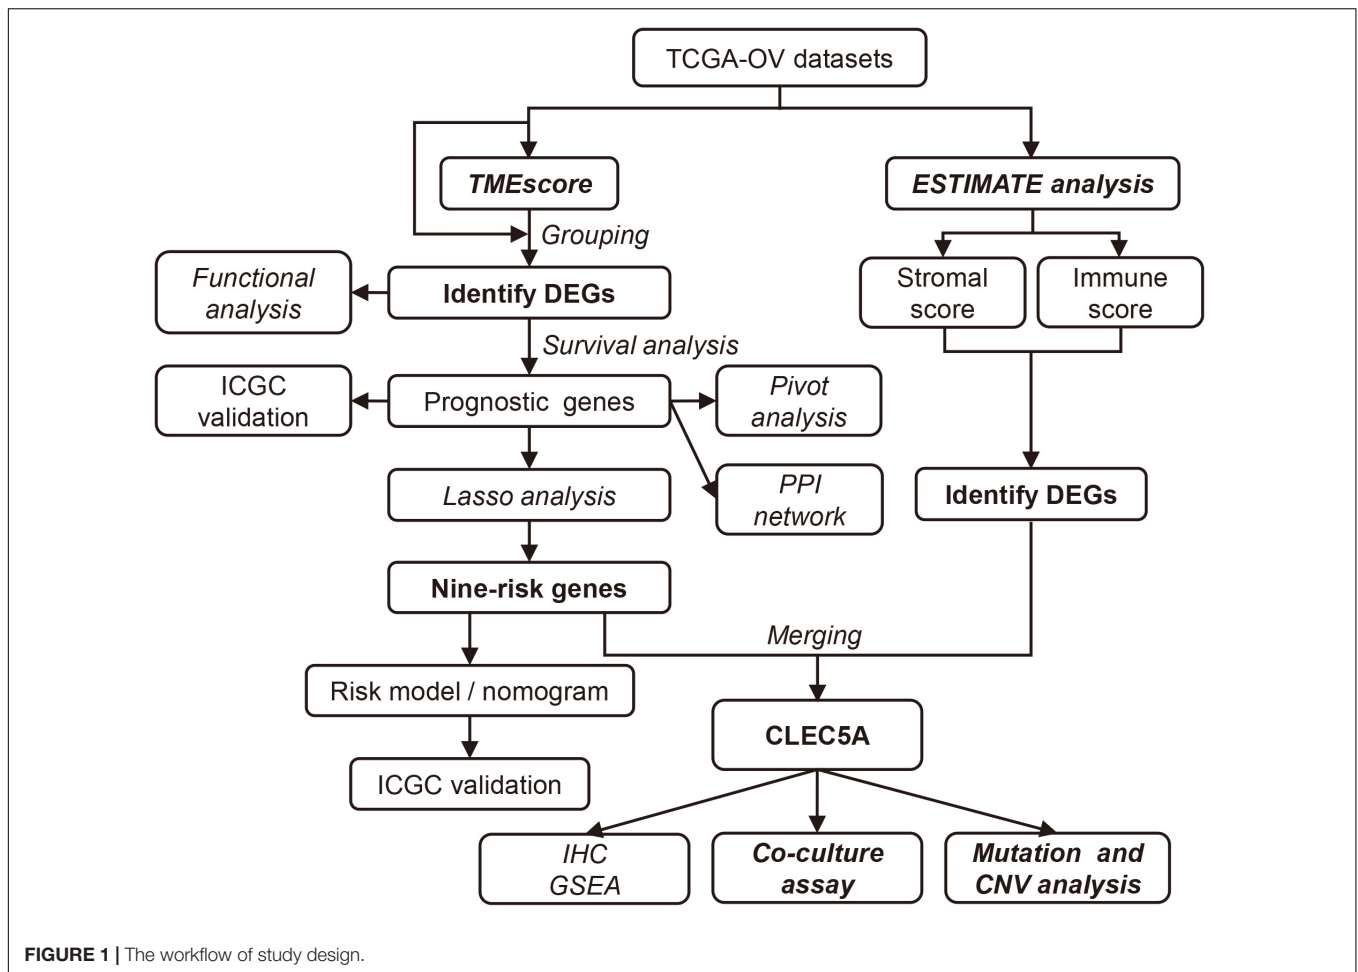 TCGA-OV datasets
TMEscore
ESTIMATE analysis
Grouping
Functional
analysis
Identify DEGs
Stromal
score
Immune
score
Survival analysis
ICGC
validation
Prognostic genes
Pivot
analysis
Lasso analysis
PPI
network
Identify DEGs
Nine-risk genes
Merging
Risk model / nomogram
CLEC5A
ICGC validation
IHC
GSEA
Co-culture
assay
Mutation and
CNV analysis
FIGURE 1 | The workflow of study design.